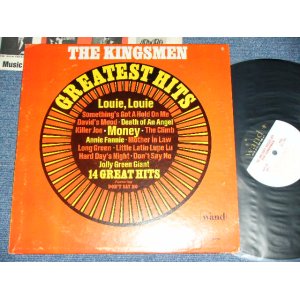 Music
THE KINGSMEN
GREATEST HITS
Louie, Louie
Something's Got A Hold On Me
David's Mood · Death of An Angel
Killer Joe · Money · The Climb
Annie Fannie · Mother in Law
Long Green · Little Latin Lupe Lu
Hard Day's Night · Don't Say No
Jolly Green Giant
14 GREAT HITS
DON'T SAY NO
wand